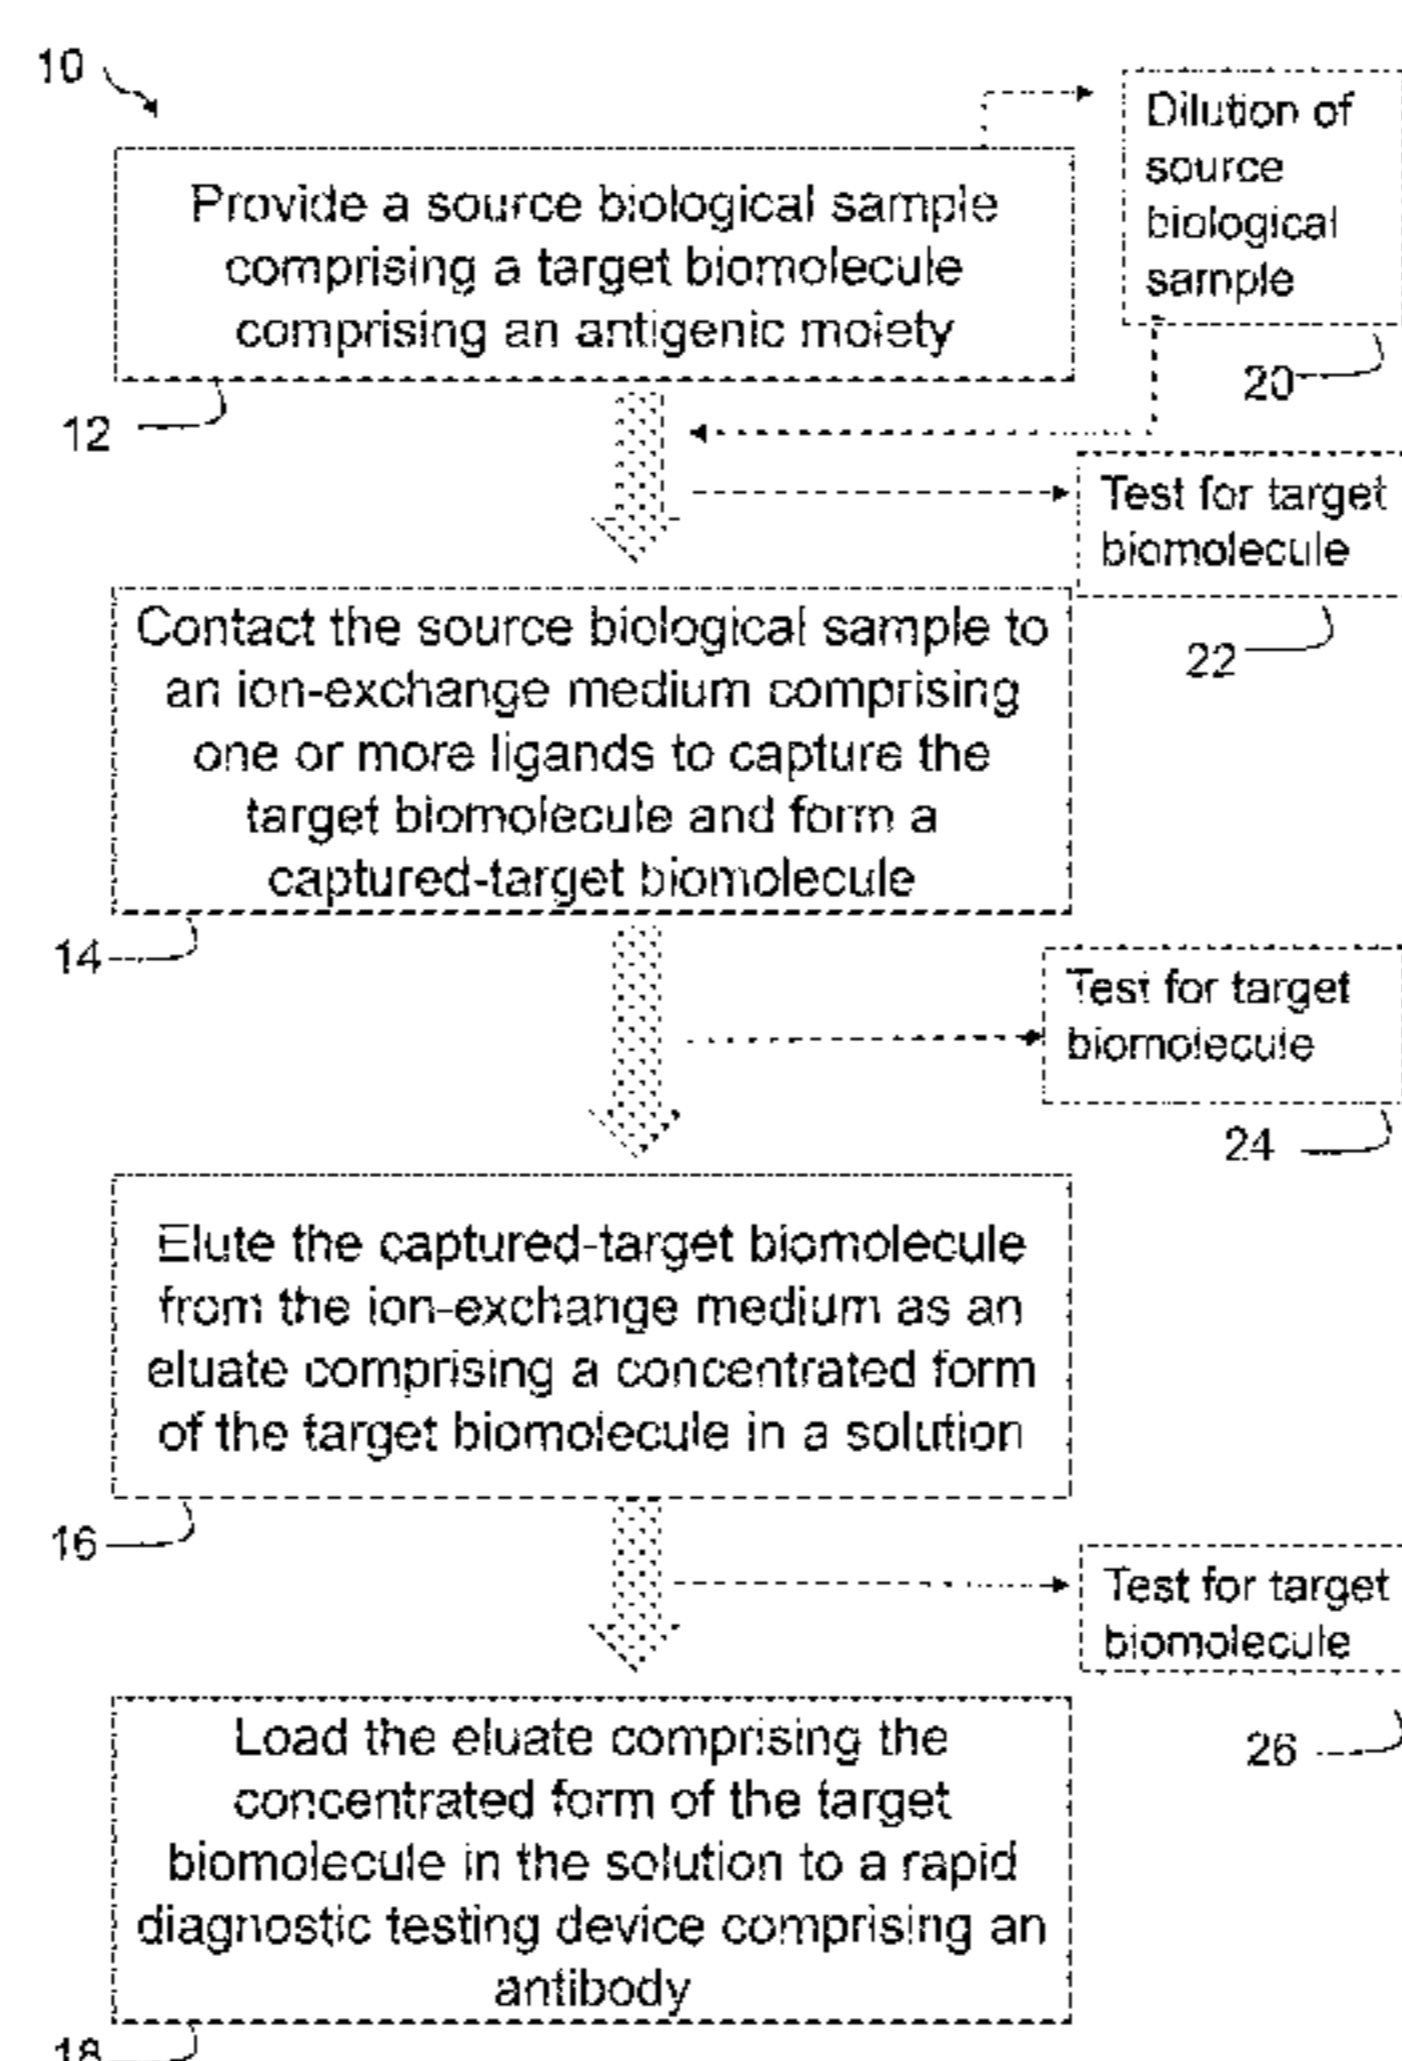 10
Dilution of
source
biological
sample
20
Provide a source biological sample
comprising a target biomolecule
comprising an antigenic moiety
12
Test for target
biomolecule
22
Contact the source biological sample to
an ion-exchange medium comprising
one or more ligands to capture the
target biomolecule and form a
captured-target biomolecule
14
Test for target
biomolecule
24
Elute the captured-target biomolecule
from the ion-exchange medium as an
eluate comprising a concentrated form
of the target biomolecule in a solution
16
Test for target
biomolecule
26
Load the eluate comprising the
concentrated form of the target
biomolecule in the solution to a rapid
diagnostic testing device comprising an
antibody
18